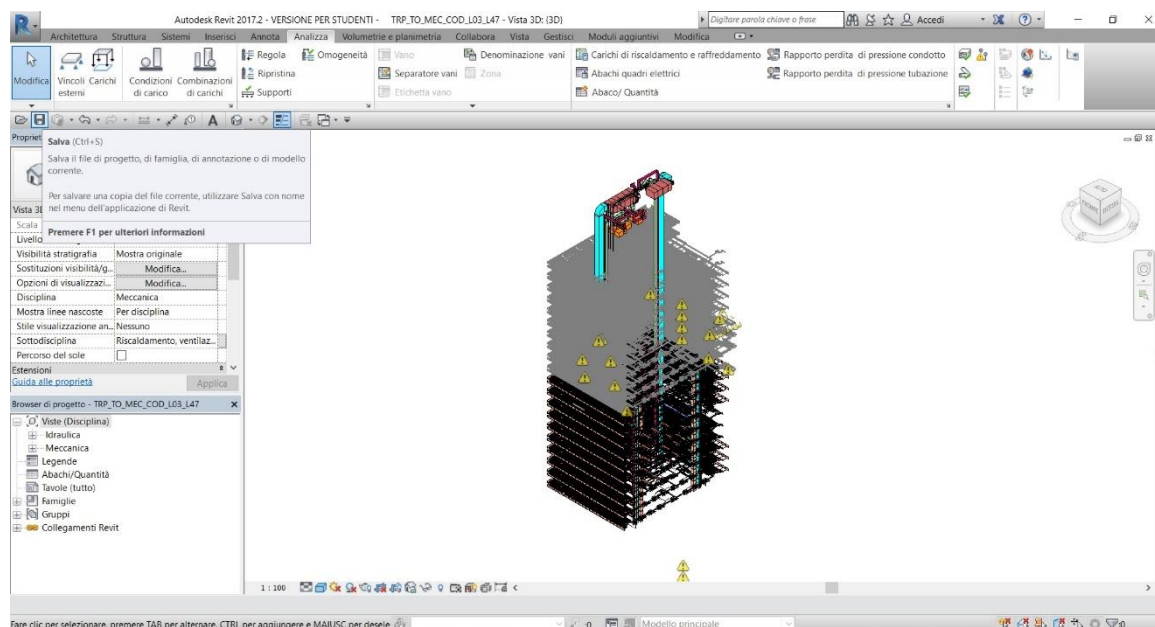 Autodesk Revit 2017.2 - VERSIONE PER STUDENTI - TRP_TO_MEC_COD_L03_L47 - Vista 3D: {3D}
Digitare parola chiave o frase
Accedi
Architettura Struttura Sistemi Inserisci Annota Analizza Volumetrie e planimetria Collabora Vista Gestisci Moduli aggiuntivi Modifica
Modifica
Vincoli esterni
Carichi
Condizioni di carico
Combinazioni di carichi
Regola
Ripristina
Supporti
Omogeneità
Vano
Separatore vani
Etichetta vano
Denominazione vani
Zona
Carichi di riscaldamento e raffreddamento
Abachi quadri elettrici
Abaco/ Quantità
Rapporto perdita di pressione condotto
Rapporto perdita di pressione tubazione
Propriet
Salva (Ctrl+S)
Salva il file di progetto, di famiglia, di annotazione o di modello
corrente.
Per salvare una copia del file corrente, utilizzare Salva con nome
nel menu dell'applicazione di Revit.
Premere F1 per ulteriori informazioni
Vista 3
Scala
Livello
Visibilità stratigrafia Mostra originale
Sostituzioni visibilità/g... Modifica...
Opzioni di visualizzazi... Modifica...
Disciplina Meccanica
Mostra linee nascoste Per disciplina
Stile visualizzazione an... Nessuno
Sottodisciplina Riscaldamento, ventilaz...
Percorso del sole
Estensioni
Guida alle proprietà Applica
Browser di progetto - TRP_TO_MEC_COD_L03_L47
Viste (Disciplina)
Idraulica
Meccanica
Legende
Abachi/Quantità
Tavole (tutto)
Famiglie
Gruppi
Collegamenti Revit
1 : 100
Fare clic per selezionare, premere TAB per alternare, CTRL per aggiungere e MAIUSC per desele
:0
Modello principale
:0